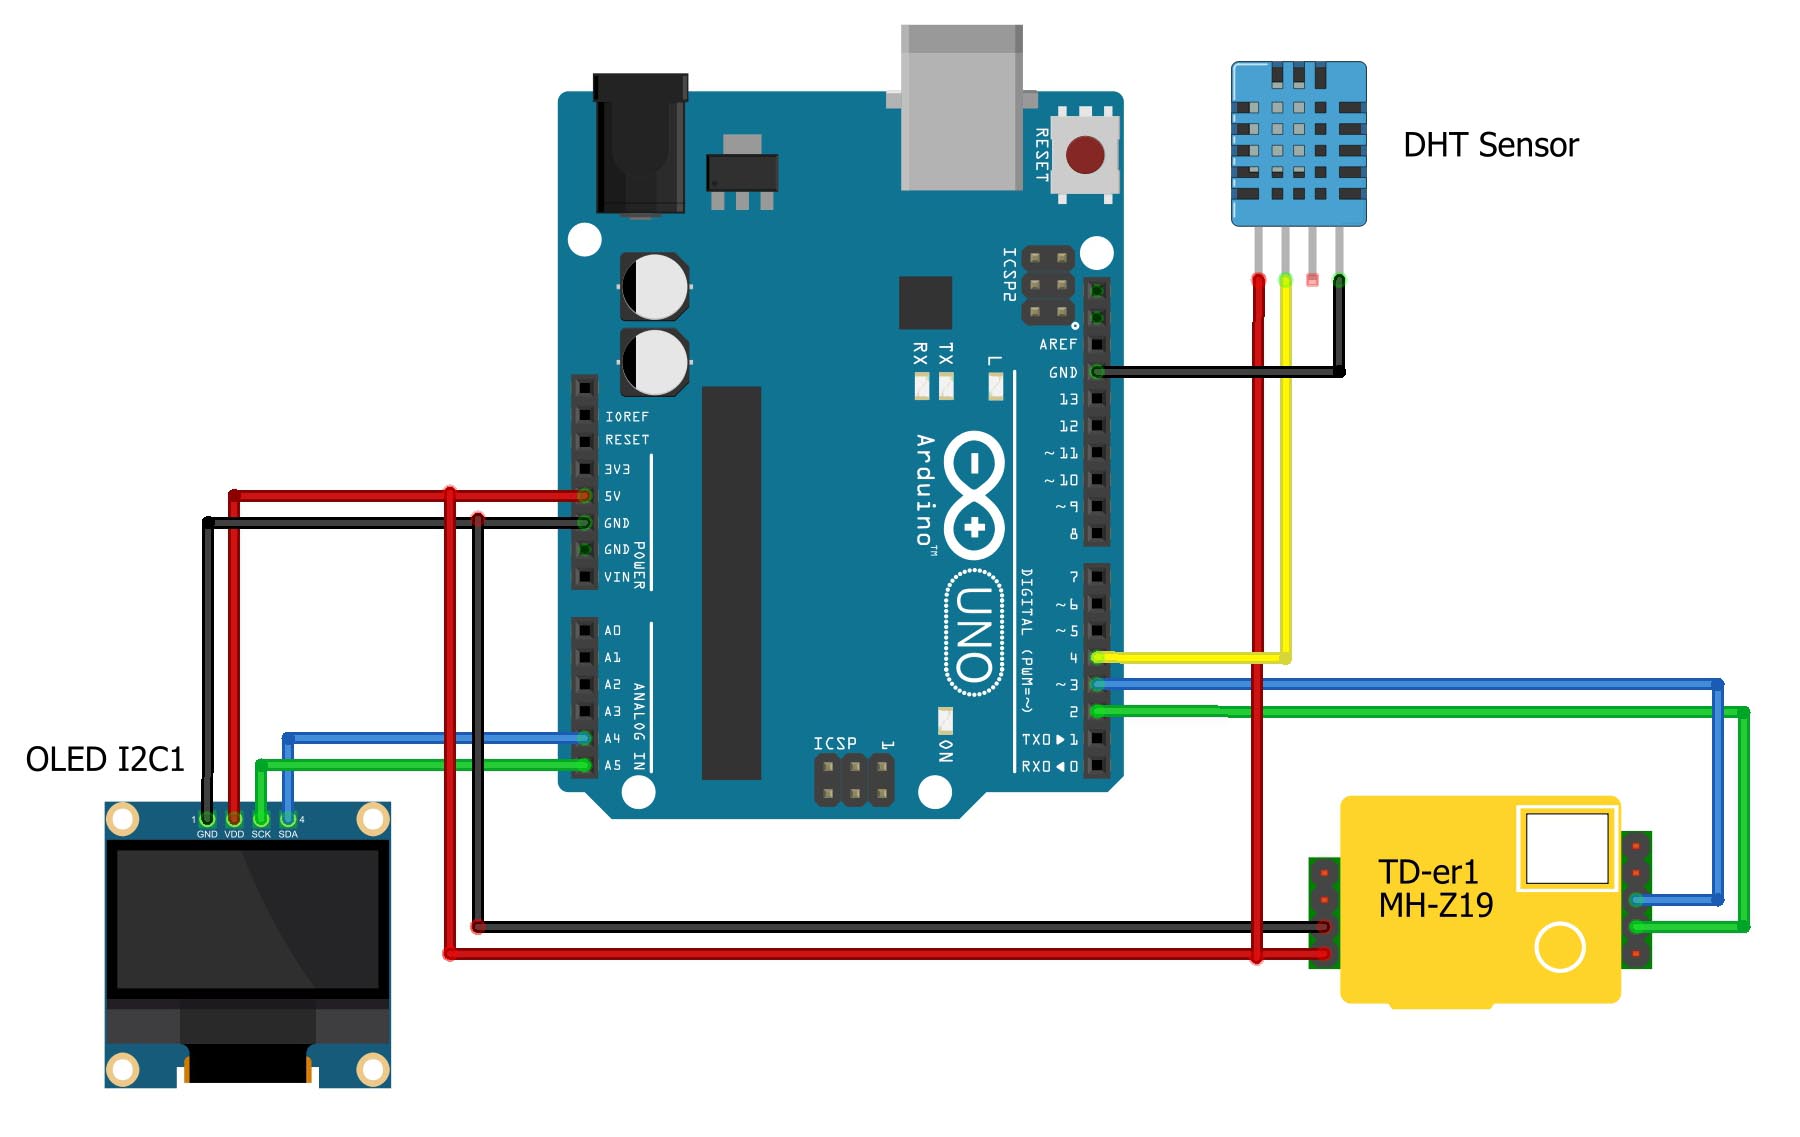 DHT Sensor
RESET
ICSP2
AREF
GND
13
12
~11
~10
~9
8
7
~6
~5
4
~3
2
TX0▶1
RX0◀0
RX
TX
L
IOREF
RESET
3V3
5V
GND
GND
VIN
POWER
A0
A1
A2
A3
A4
A5
ANALOG IN
Arduino™
UNO
DIGITAL (PWM=~)
ON
ICSP
1
OLED I2C1
1
4
GND VDD SCK SDA
TD-er1
MH-Z19